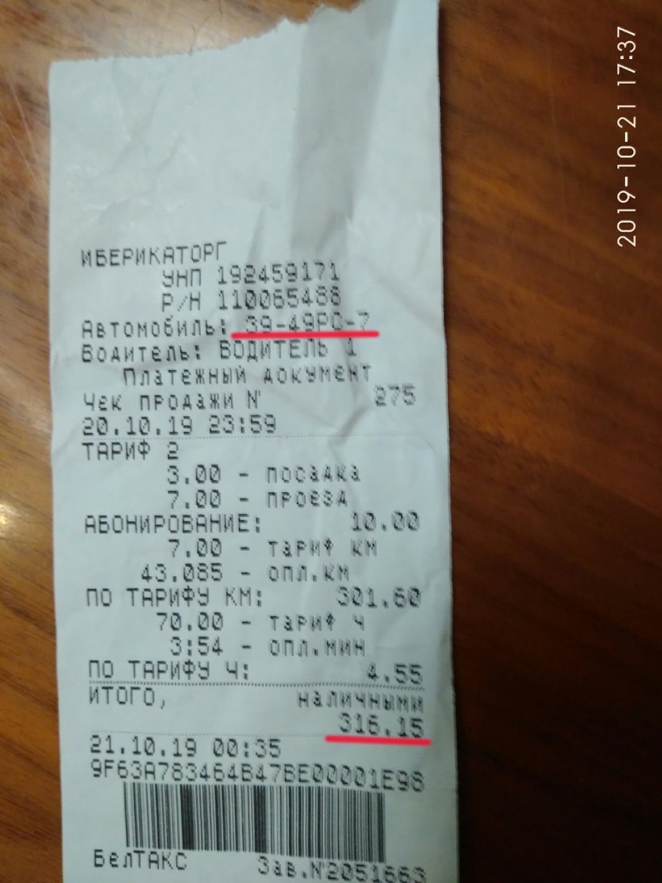 ИБЕРИКАТОРГ
УНП 192459171
Р/Н 110065488
Автомобиль: 39-49РО-7
Водитель: ВОДИТЕЛЬ 1
Платежный документ
Чек продажи N 275
20.10.19 23:59
ТАРИФ 2
3.00 - посадка
7.00 - проезд
АБОНИРОВАНИЕ: 10.00
7.00 - тариф км
43.085 - опл.км
ПО ТАРИФУ КМ: 301.60
70.00 - тариф ч
3:54 - опл.мин
ПО ТАРИФУ Ч: 4.55
ИТОГО, наличными
316.15
21.10.19 00:35
9F63A783464B47BE00001E98
БелТАКС Зав.N2051663
2019-10-21 17:37